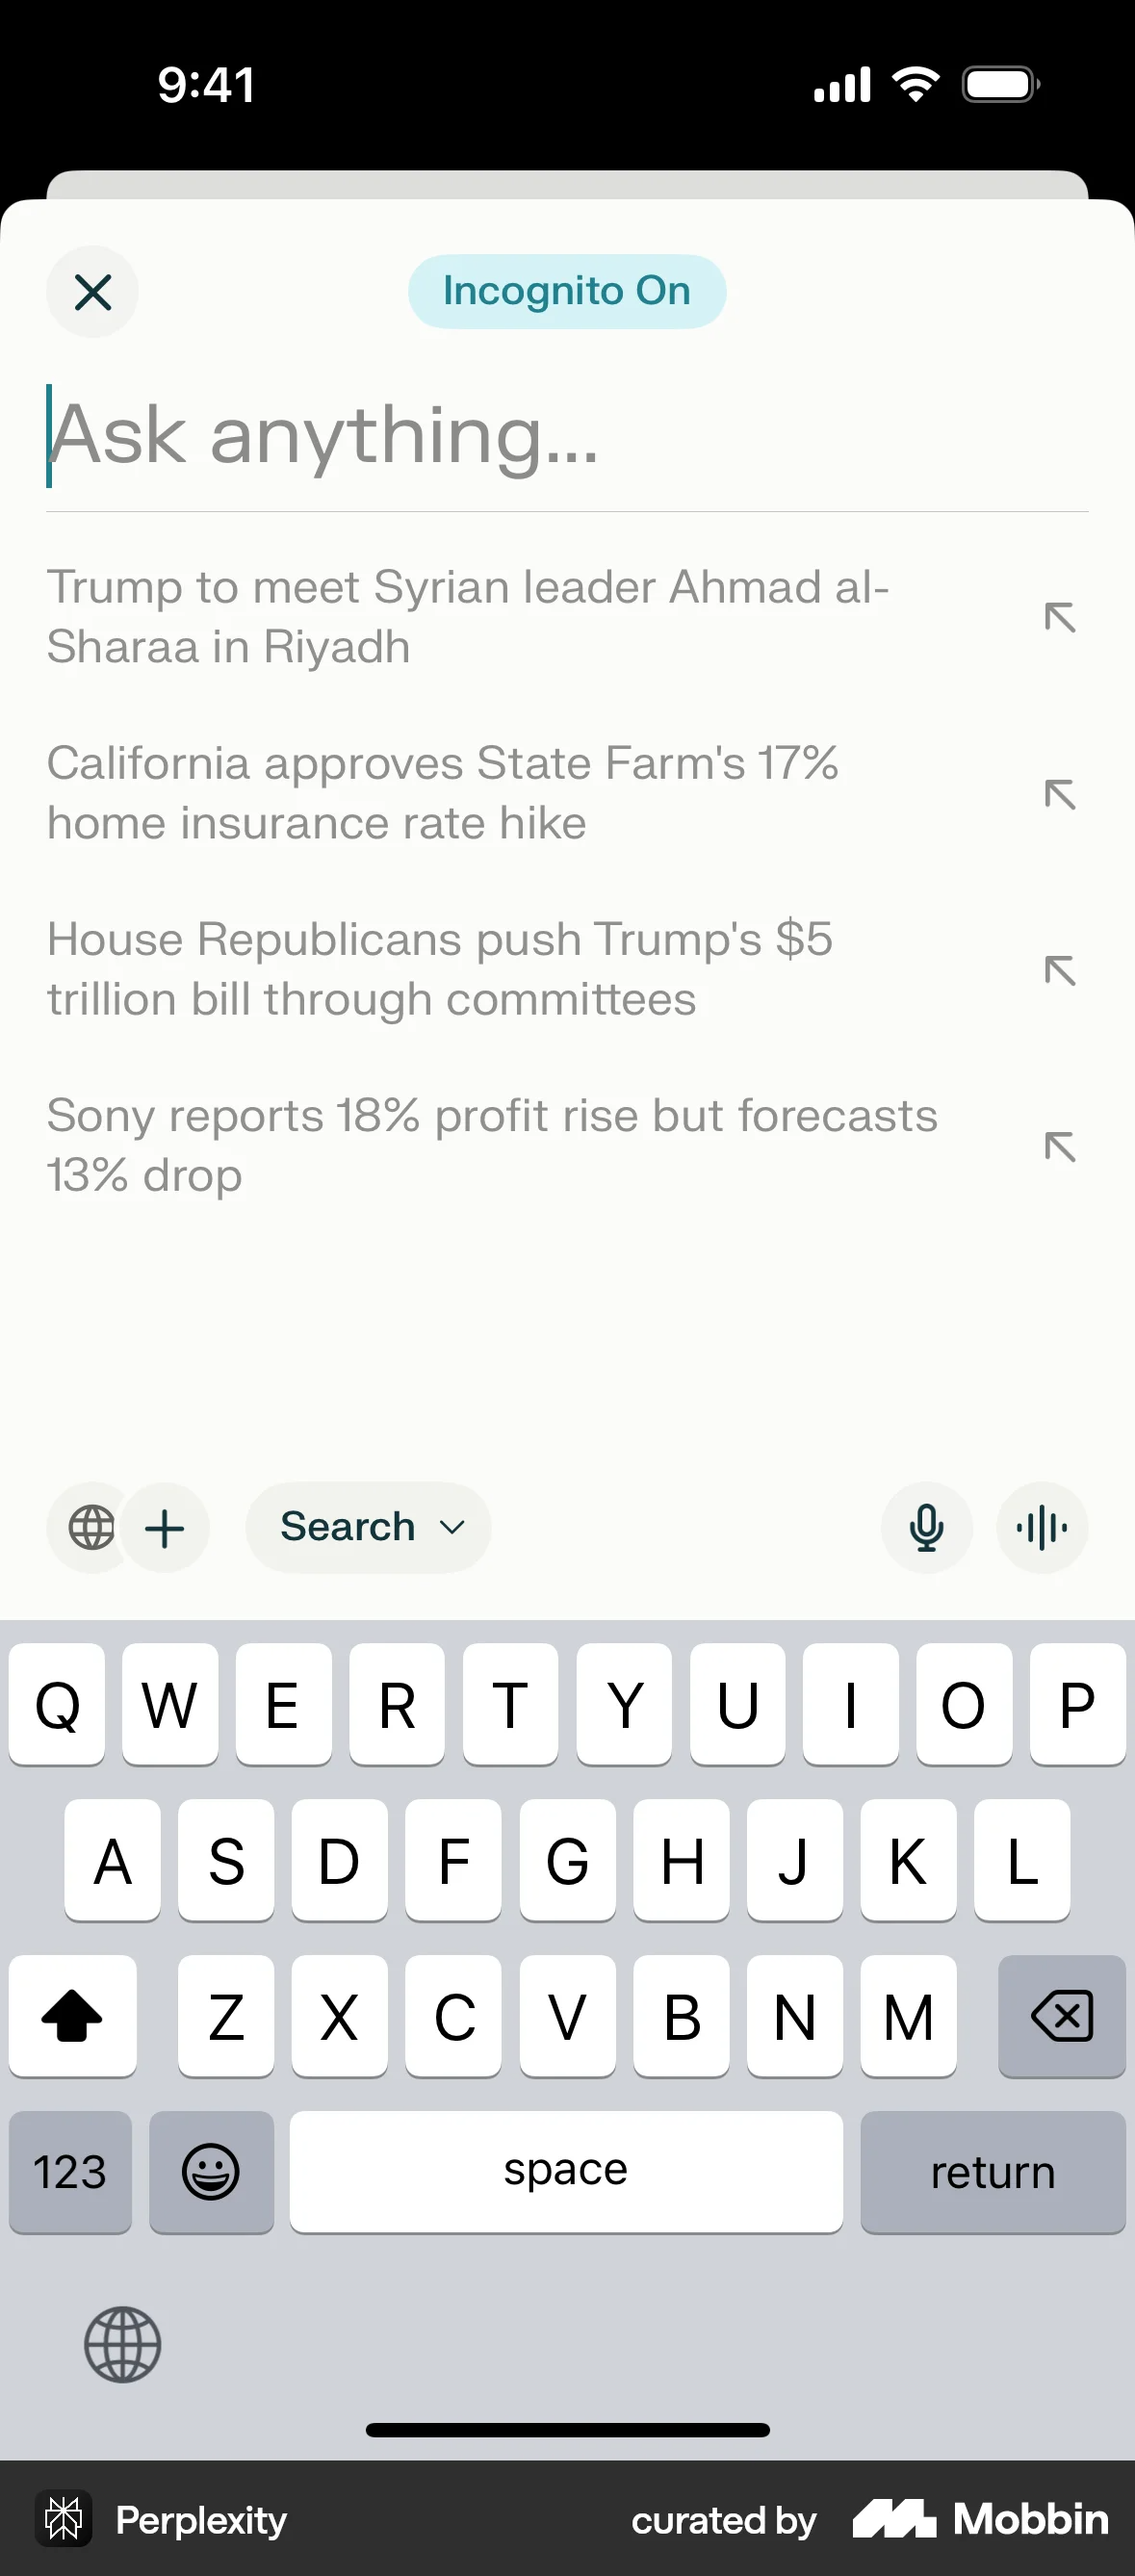 9:41
Incognito On
Ask anything...
Trump to meet Syrian leader Ahmad al-
Sharaa in Riyadh
California approves State Farm's 17%
home insurance rate hike
House Republicans push Trump's $5
trillion bill through committees
Sony reports 18% profit rise but forecasts
13% drop
Search
Q W E R T Y U I O P
A S D F G H J K L
Z X C V B N M
123 space return
Perplexity curated by Mobbin